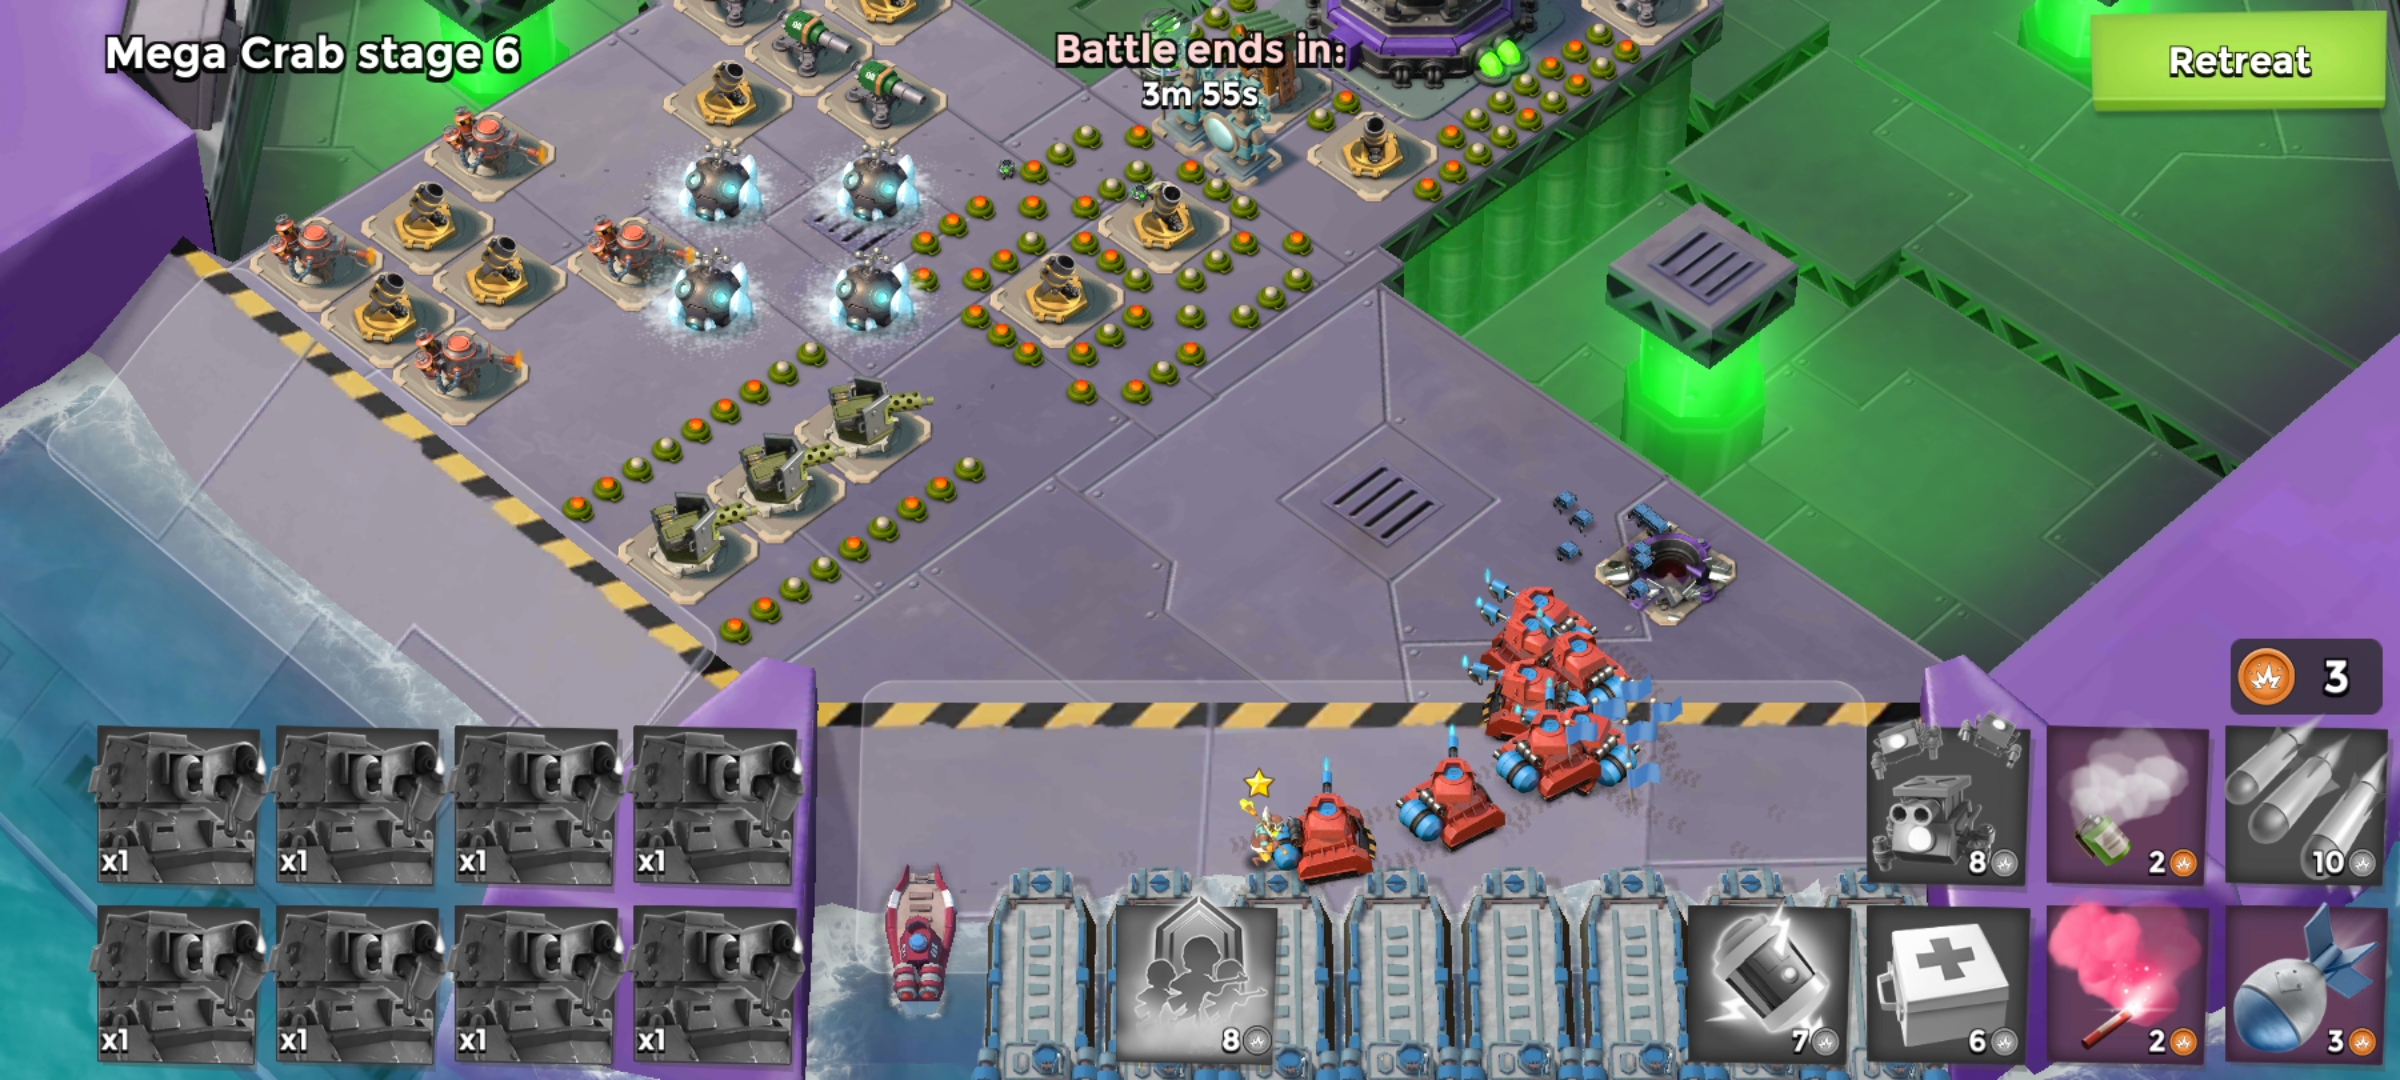 Mega Crab stage 6
Battle ends in:
3m 55s
Retreat
3
x1
x1
x1
x1
8
2
10
x1
x1
x1
x1
8
7
6
2
3